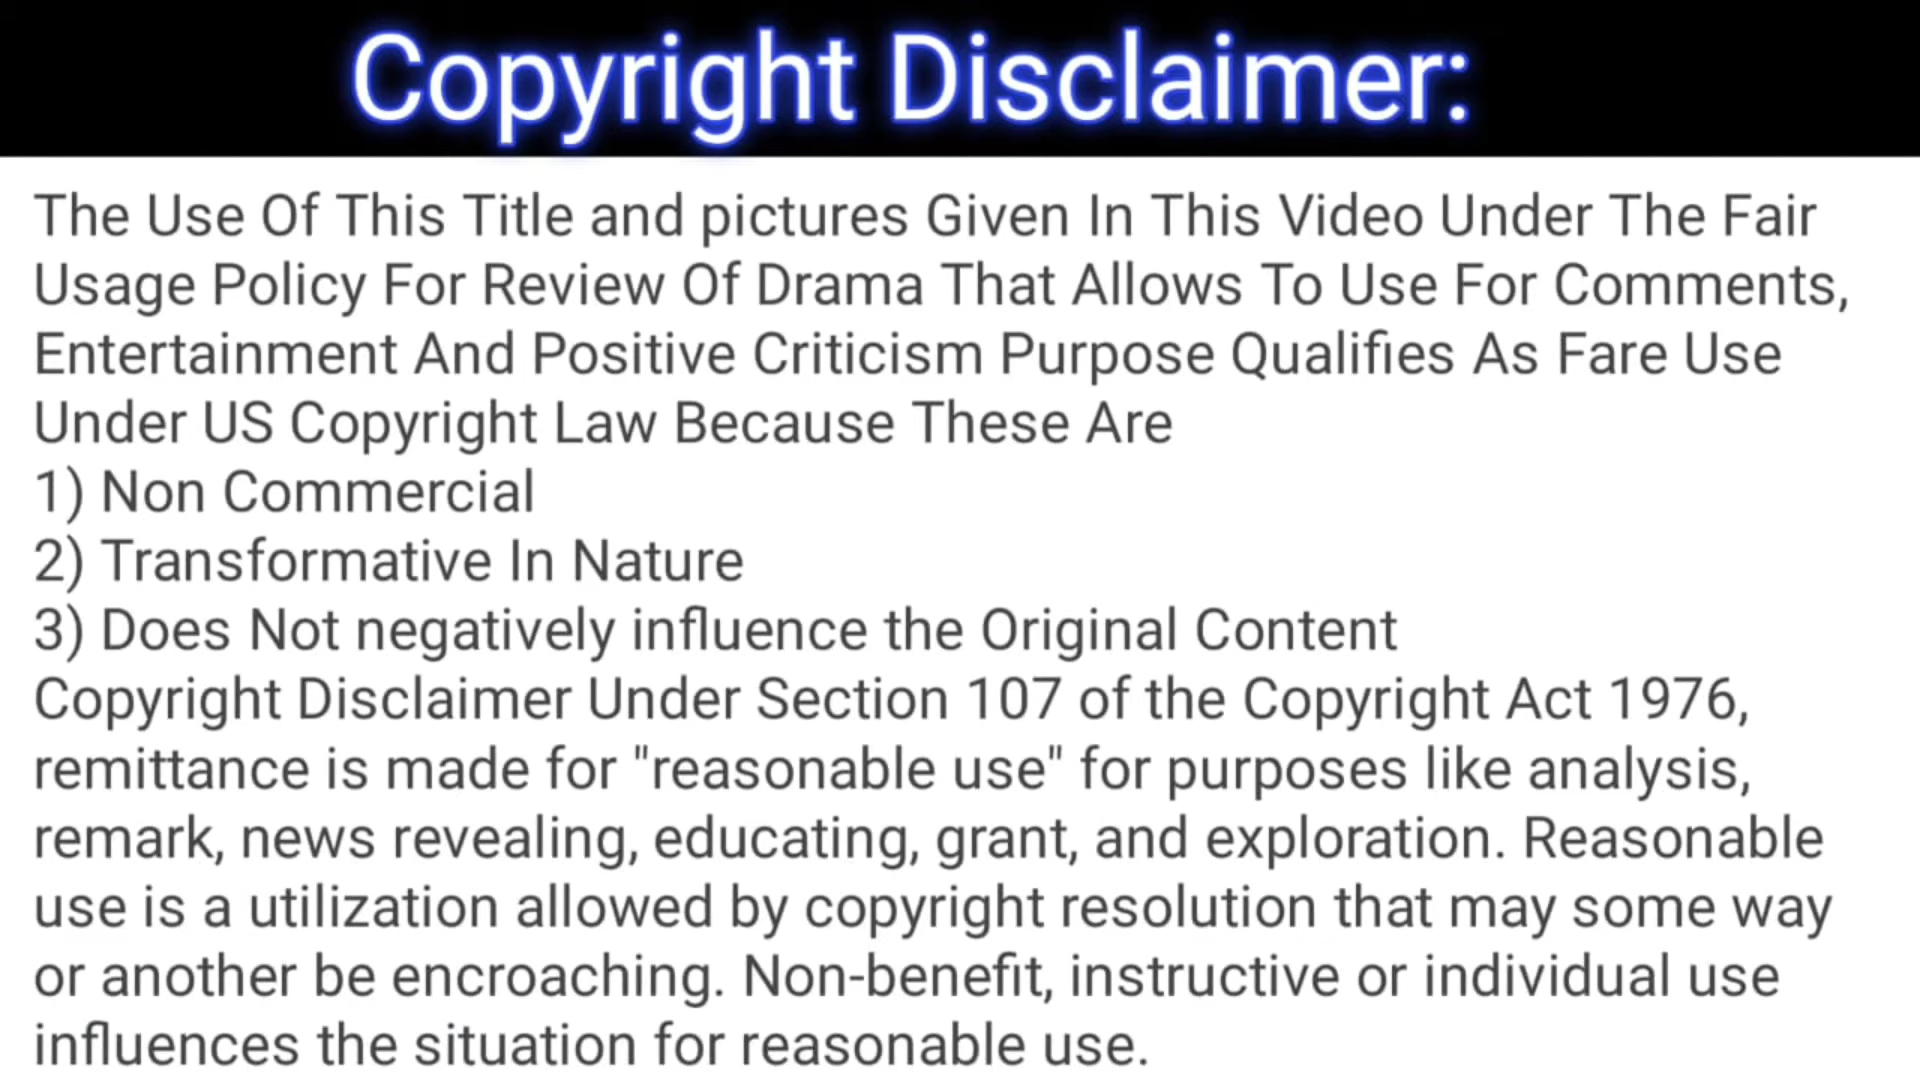 Copyright Disclaimer:
The Use Of This Title and pictures Given In This Video Under The Fair
Usage Policy For Review Of Drama That Allows To Use For Comments,
Entertainment And Positive Criticism Purpose Qualifies As Fare Use
Under US Copyright Law Because These Are
1) Non Commercial
2) Transformative In Nature
3) Does Not negatively influence the Original Content
Copyright Disclaimer Under Section 107 of the Copyright Act 1976,
remittance is made for "reasonable use" for purposes like analysis,
remark, news revealing, educating, grant, and exploration. Reasonable
use is a utilization allowed by copyright resolution that may some way
or another be encroaching. Non-benefit, instructive or individual use
influences the situation for reasonable use.